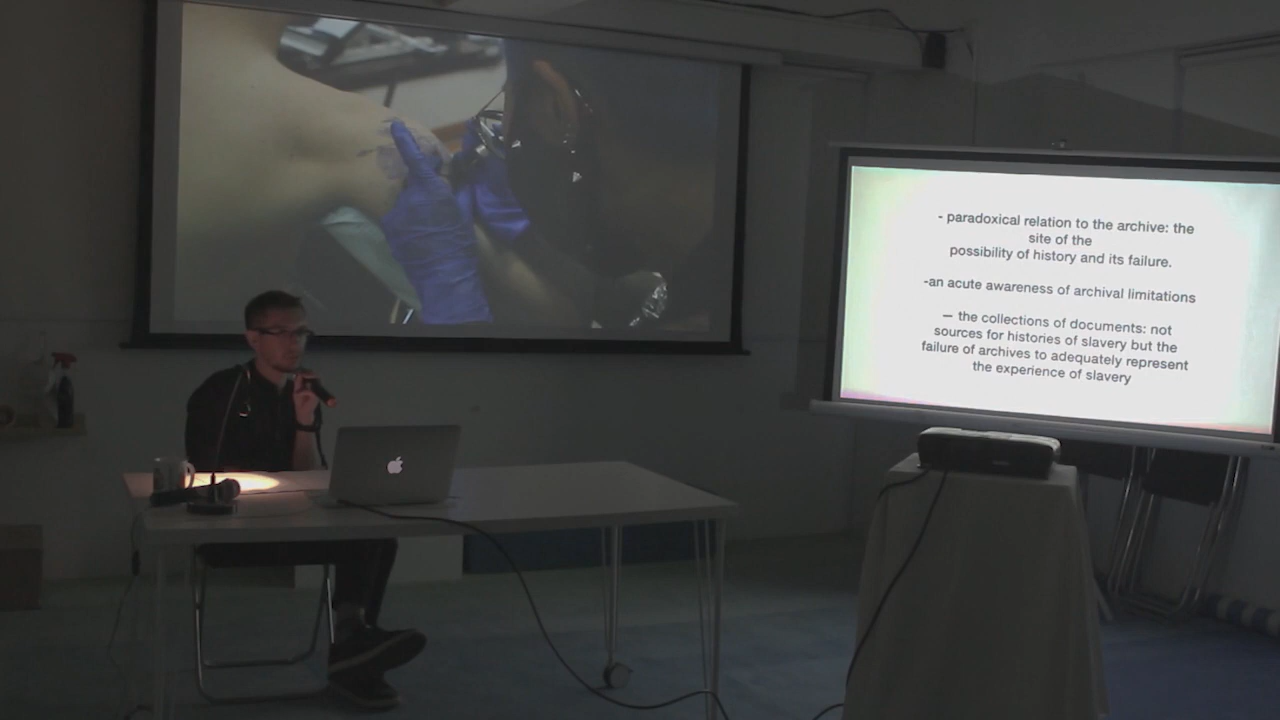 - paradoxical relation to the archive: the
site of the
possibility of history and its failure.
-an acute awareness of archival limitations
— the collections of documents: not
sources for histories of slavery but the
failure of archives to adequately represent
the experience of slavery